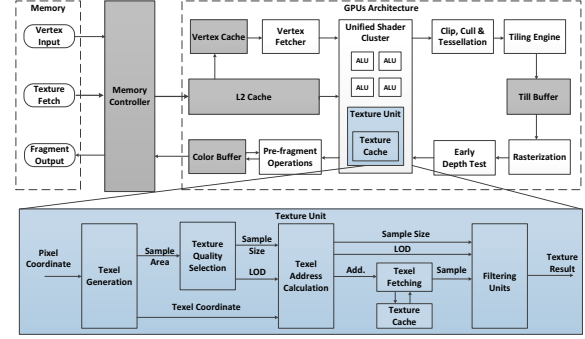 Memory
GPUs Architecture
Vertex
Input
Texture
Fetch
Fragment
Output
Memory
Controller
Vertex Cache
Vertex
Fetcher
Unified Shader
Cluster
ALU
ALU
ALU
ALU
Texture Unit
Texture
Cache
Clip, Cull &
Tessellation
Tiling Engine
L2 Cache
Till Buffer
Color Buffer
Pre-fragment
Operations
Early
Depth Test
Rasterization
Texture Unit
Pixel
Coordinate
Texel
Generation
Sample
Area
Texture
Quality
Selection
Sample
Size
LOD
Texel Coordinate
Texel
Address
Calculation
Sample Size
LOD
Add.
Texel
Fetching
Sample
Texture
Cache
Filtering
Units
Texture
Result